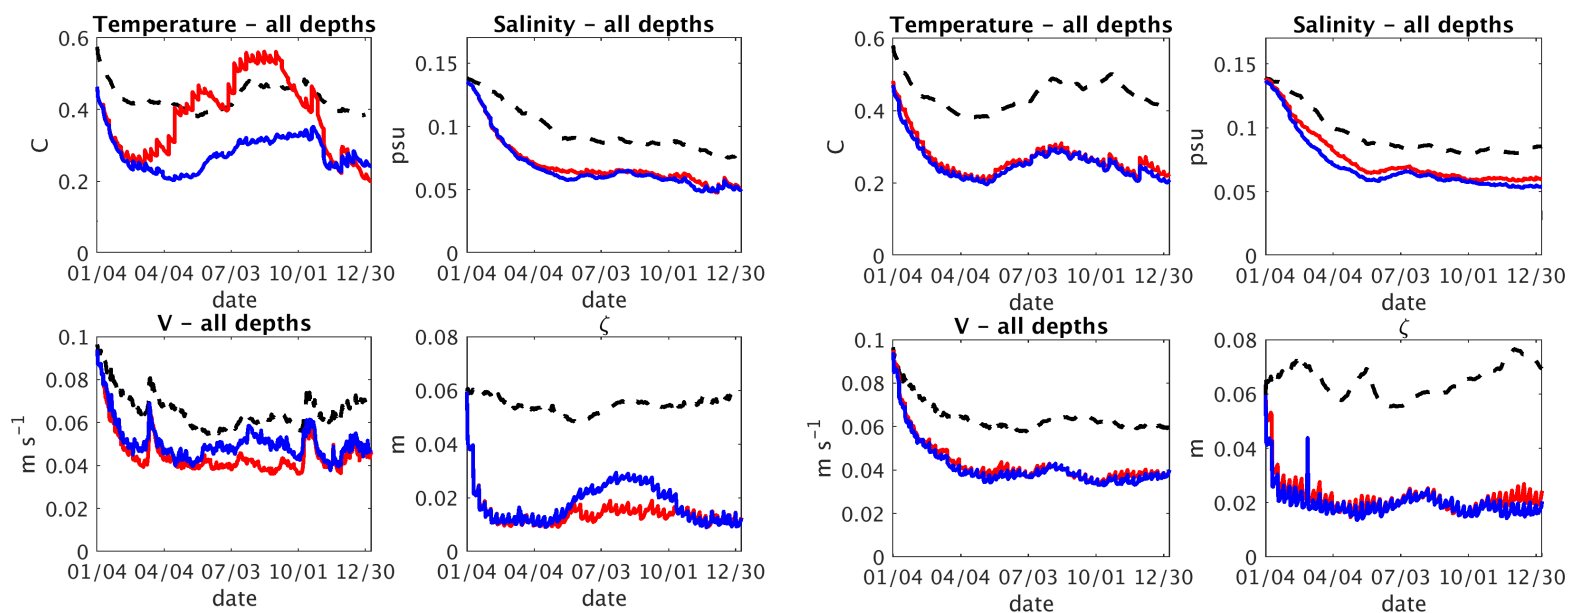 Temperature – all depths
0.6
0.4
0.2
0
C
01/04 04/04 07/03 10/01 12/30
date
Salinity – all depths
0.15
0.1
0.05
0
psu
01/04 04/04 07/03 10/01 12/30
date
Temperature – all depths
0.6
0.4
0.2
0
C
01/04 04/04 07/03 10/01 12/30
date
Salinity – all depths
0.15
0.1
0.05
0
psu
01/04 04/04 07/03 10/01 12/30
date
V – all depths
0.1
0.08
0.06
0.04
0.02
0
m s⁻¹
01/04 04/04 07/03 10/01 12/30
date
ζ
0.08
0.06
0.04
0.02
0
m
01/04 04/04 07/03 10/01 12/30
date
V – all depths
0.1
0.08
0.06
0.04
0.02
0
m s⁻¹
01/04 04/04 07/03 10/01 12/30
date
ζ
0.08
0.06
0.04
0.02
0
m
01/04 04/04 07/03 10/01 12/30
date